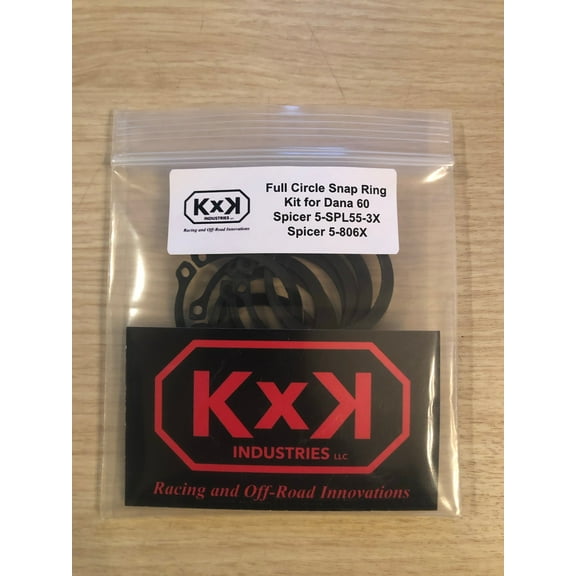 KxK
INDUSTRIES LLC
Racing and Off-Road Innovations
Full Circle Snap Ring
Kit for Dana 60
Spicer 5-SPL55-3X
Spicer 5-806X
KxK
INDUSTRIES LLC
Racing and Off-Road Innovations